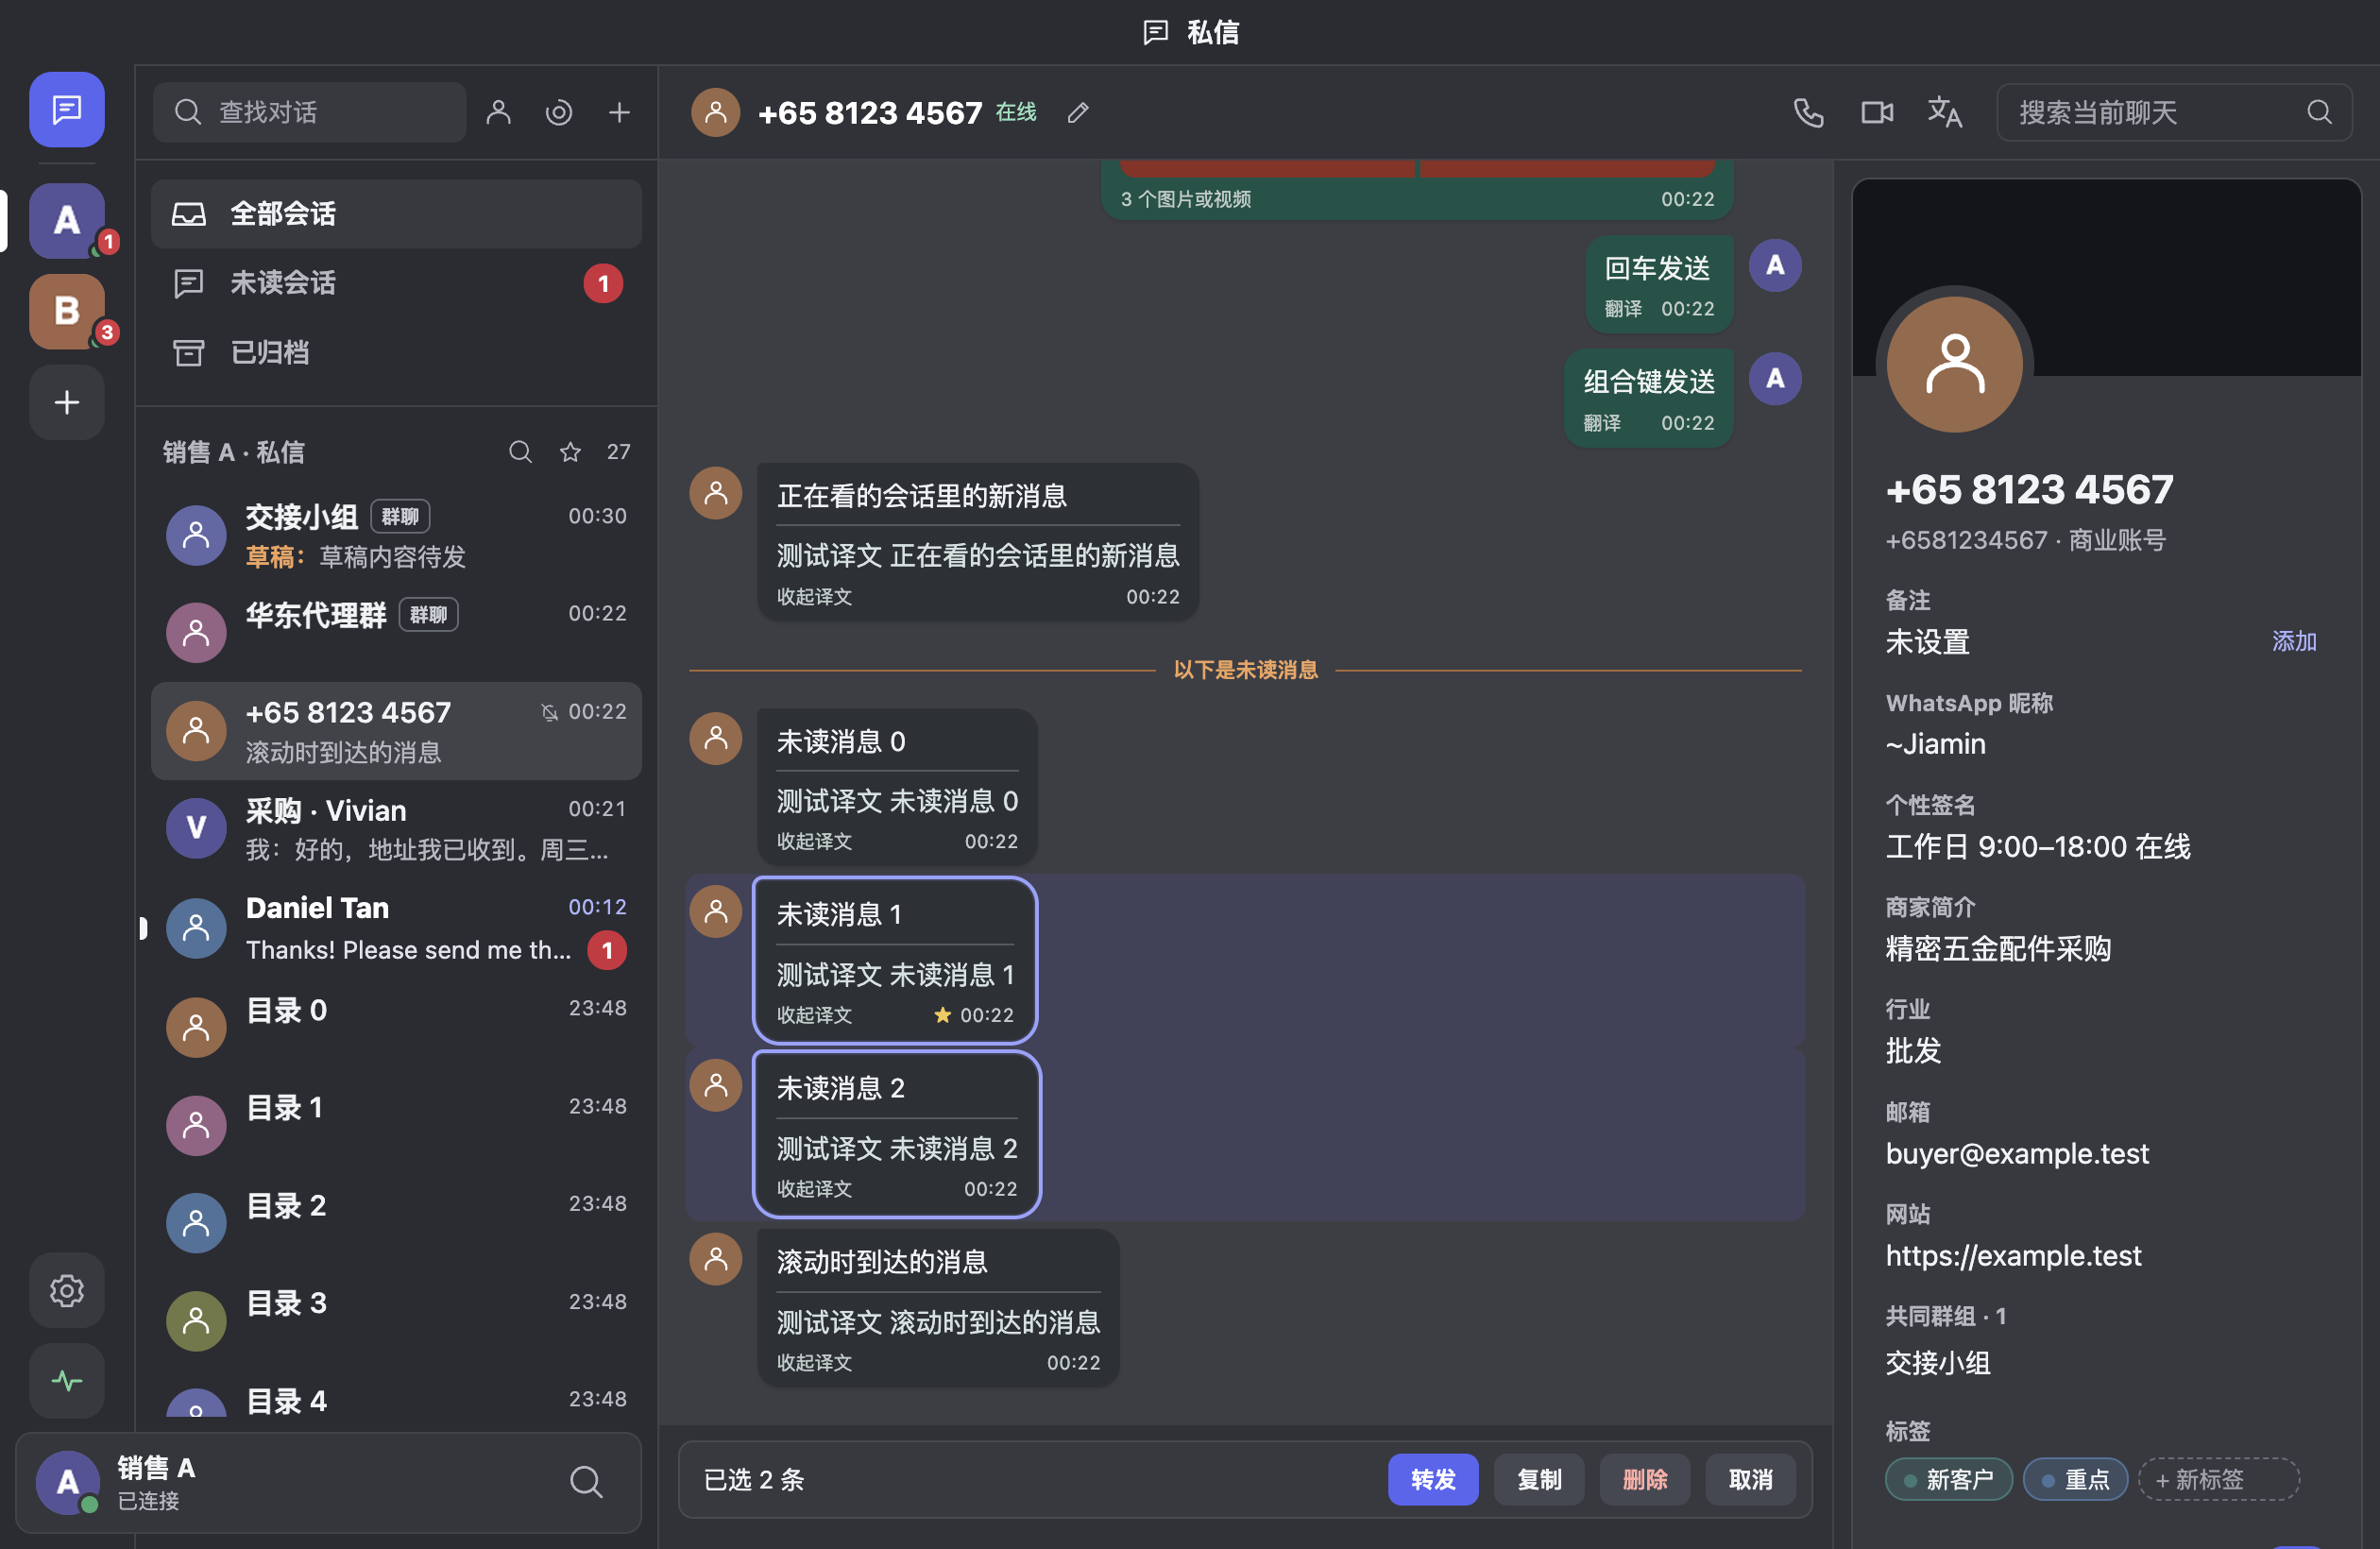 私信
查找对话
A
1
B
3
全部会话
未读会话
1
已归档
销售 A · 私信
27
交接小组
群聊
00:30
草稿：草稿内容待发
华东代理群
群聊
00:22
+65 8123 4567
00:22
滚动时到达的消息
V
采购 · Vivian
00:21
我：好的，地址我已收到。周三...
Daniel Tan
00:12
Thanks! Please send me th...
1
目录 0
23:48
目录 1
23:48
目录 2
23:48
目录 3
23:48
目录 4
23:48
A
销售 A
已连接
+65 8123 4567 在线
文A
搜索当前聊天
3 个图片或视频
00:22
回车发送
翻译 00:22
A
组合键发送
翻译 00:22
A
正在看的会话里的新消息
测试译文 正在看的会话里的新消息
收起译文 00:22
以下是未读消息
未读消息 0
测试译文 未读消息 0
收起译文 00:22
未读消息 1
测试译文 未读消息 1
收起译文 00:22
未读消息 2
测试译文 未读消息 2
收起译文 00:22
滚动时到达的消息
测试译文 滚动时到达的消息
收起译文 00:22
已选 2 条
转发
复制
删除
取消
+65 8123 4567
+6581234567 · 商业账号
备注
未设置
添加
WhatsApp 昵称
~Jiamin
个性签名
工作日 9:00–18:00 在线
商家简介
精密五金配件采购
行业
批发
邮箱
buyer@example.test
网站
https://example.test
共同群组 · 1
交接小组
标签
新客户
重点
+ 新标签